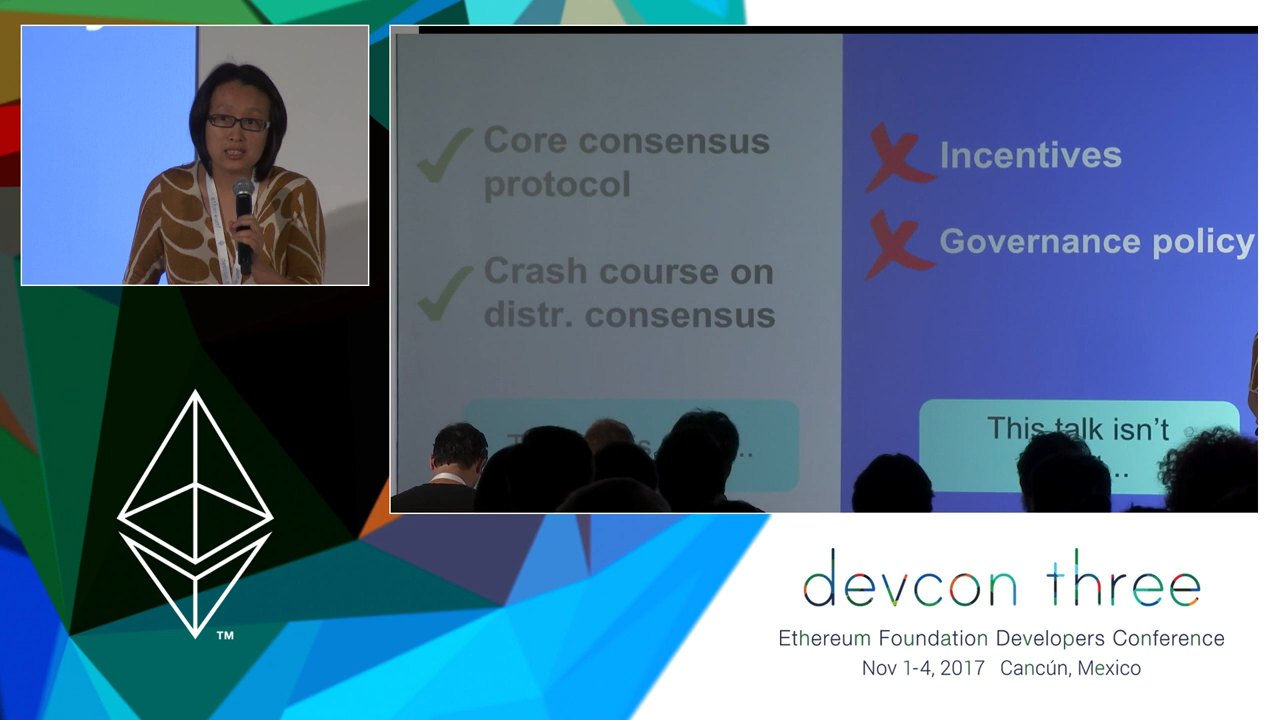 Core consensus
protocol
Crash course on
distr. consensus
Incentives
Governance policy
This talk isn't
..
TM
devcon three
Ethereum Foundation Developers Conference
Nov 1-4, 2017 Cancún, Mexico